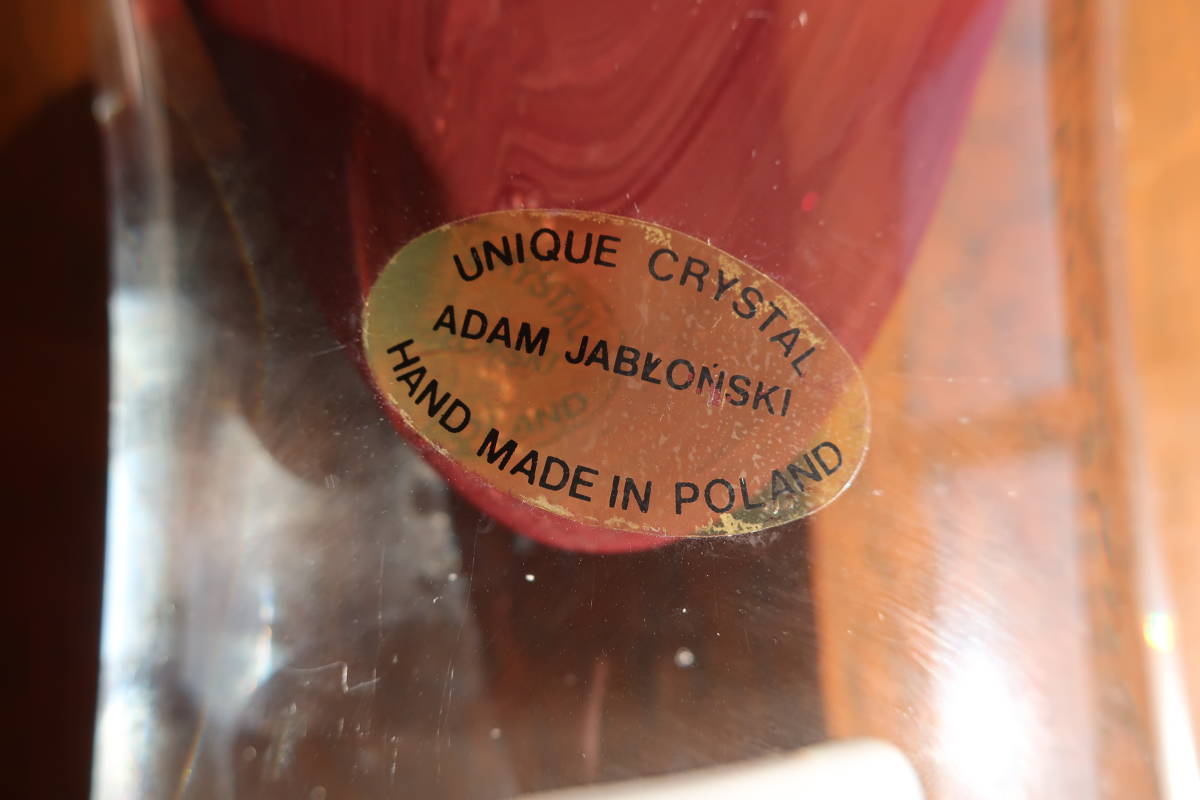 UNIQUE CRYSTAL
ADAM JABŁOŃSKI
HAND MADE IN POLAND